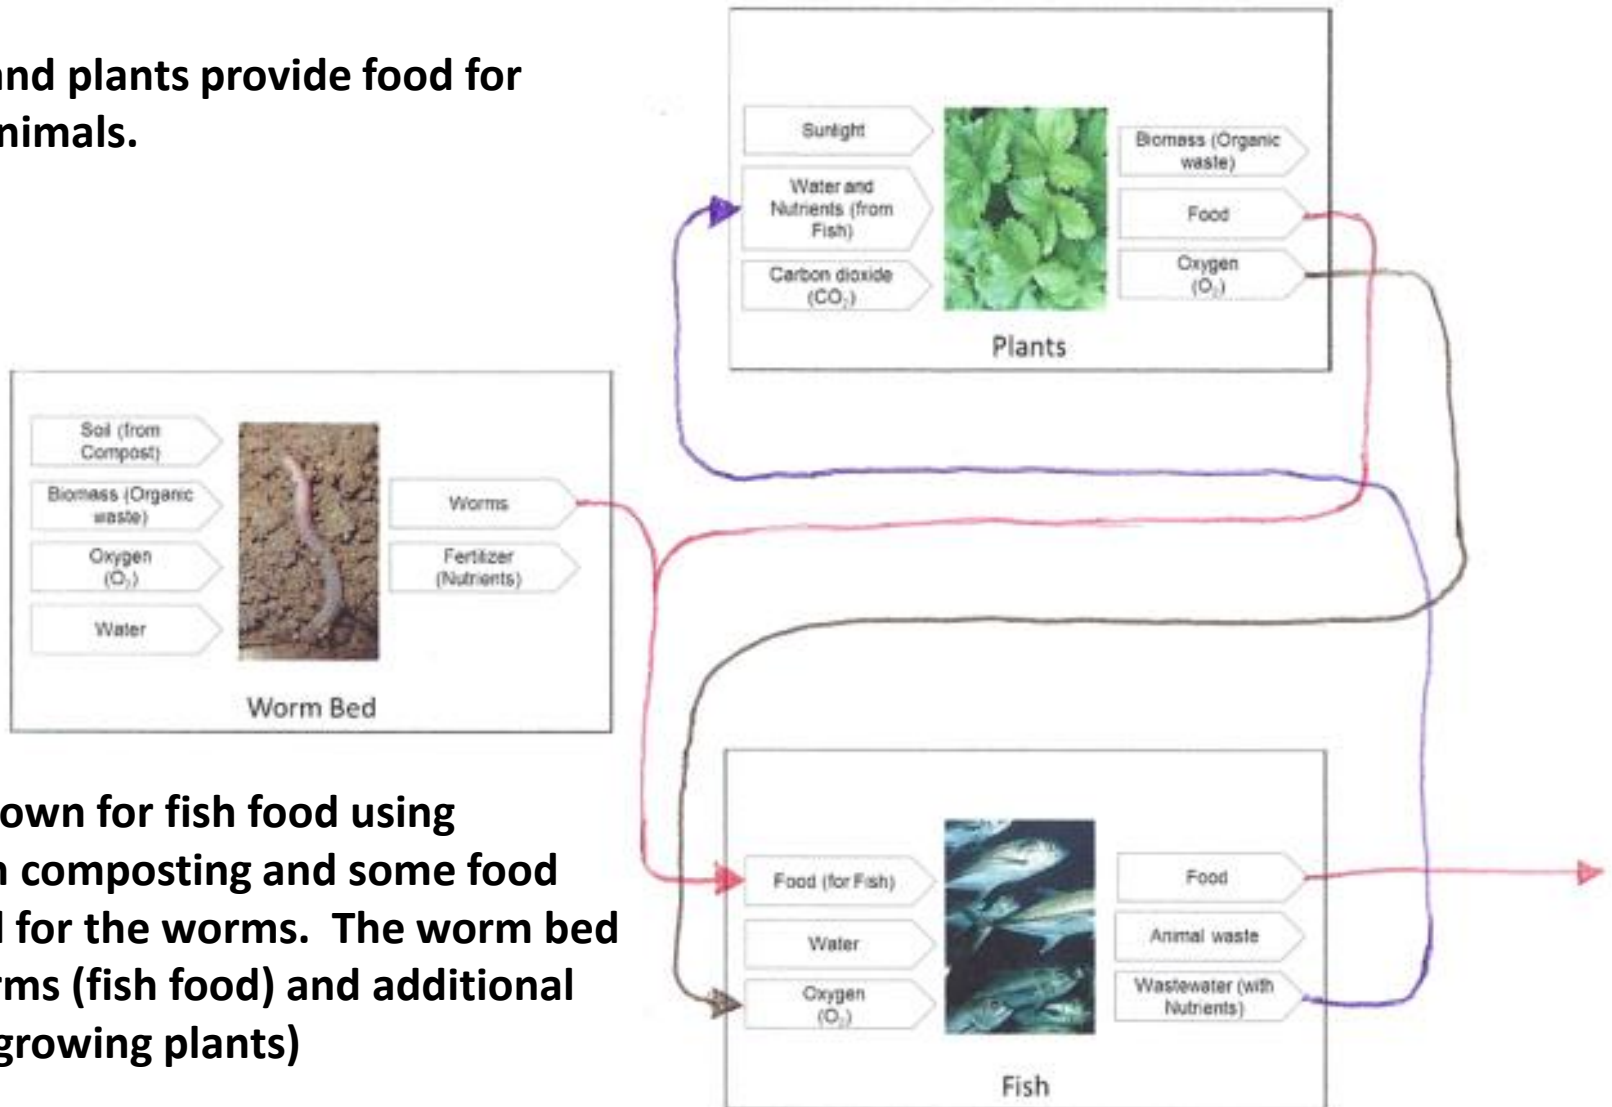 and plants provide food for
nimals.
Sunlight
Water and
Nutrients (from
Fish)
Carbon dioxide
(CO₂)
Biomass (Organic
waste)
Food
Oxygen
(O₂)
Plants
Soil (from
Compost)
Biomass (Organic
waste)
Oxygen
(O₂)
Water
Worms
Fertilizer
(Nutrients)
Worm Bed
own for fish food using
composting and some food
for the worms.  The worm bed
rms (fish food) and additional
growing plants)
Food (for Fish)
Water
Oxygen
(O₂)
Food
Animal waste
Wastewater (with
Nutrients)
Fish